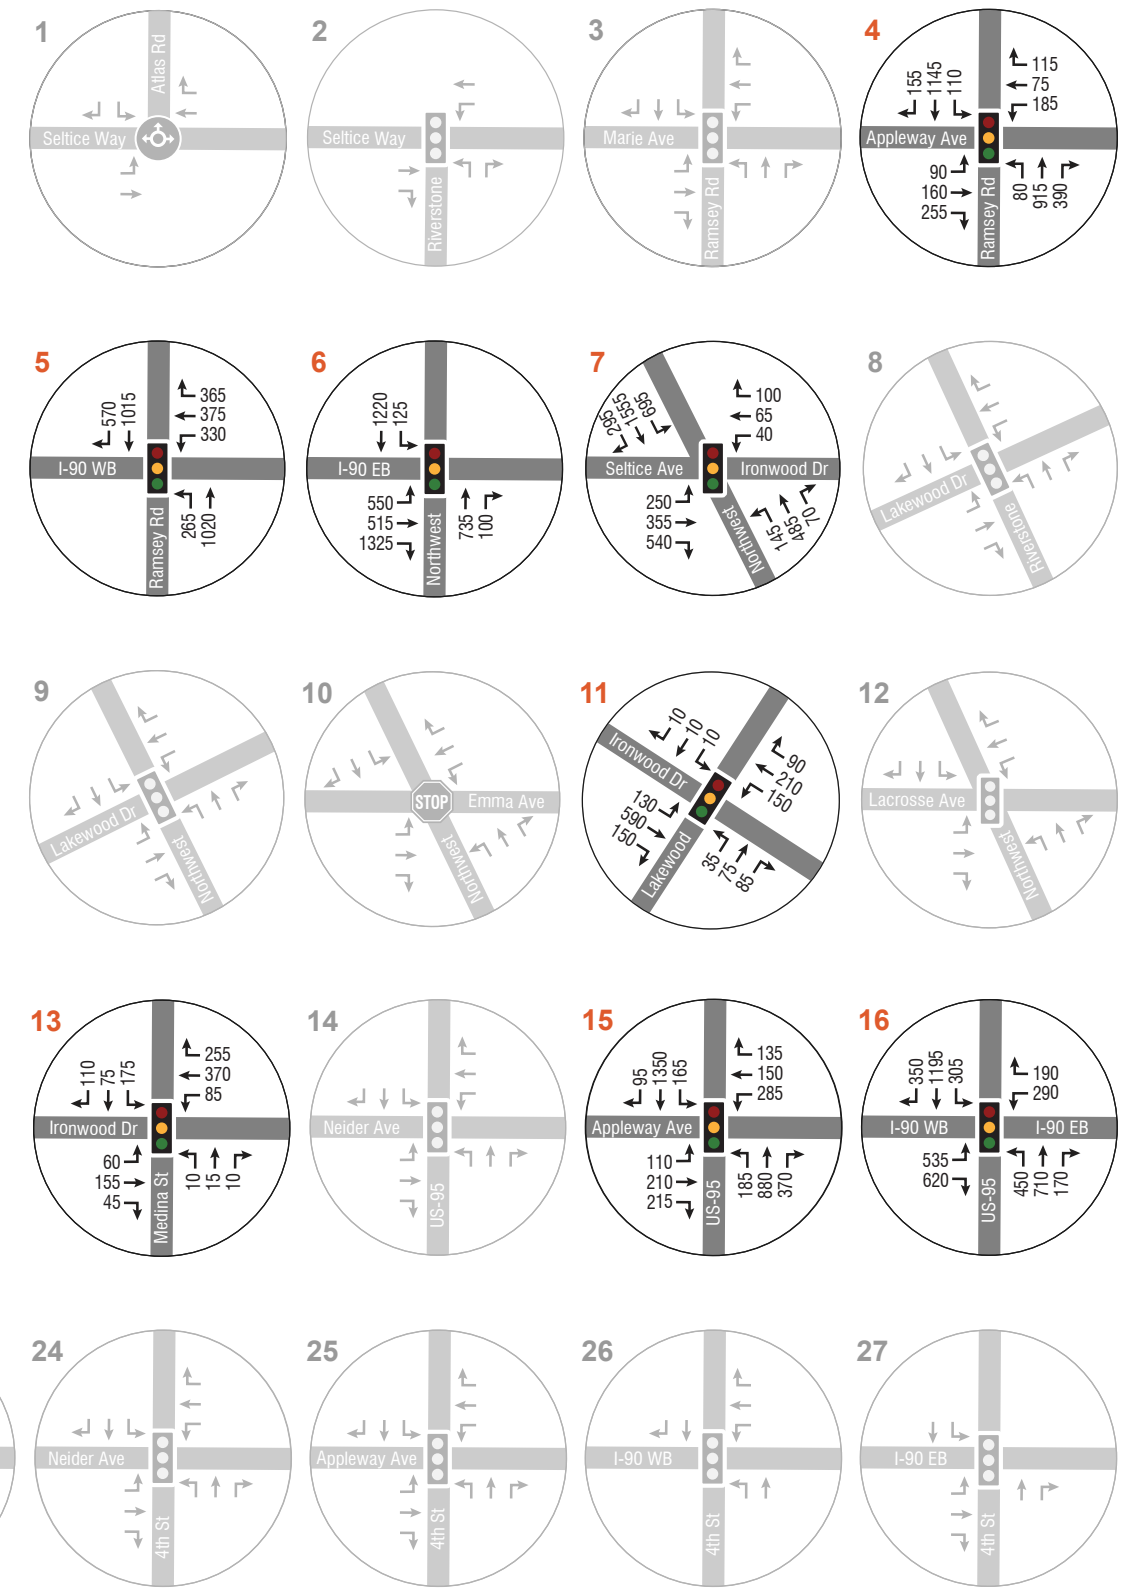 1
Atlas Rd
Seltice Way
2
Seltice Way
Riverstone
3
Marie Ave
Ramsey Rd
4
155 1145 110
115
75
185
Appleway Ave
90
160
255
Ramsey Rd
80 915 390
5
570 1015
365
375
330
I-90 WB
Ramsey Rd
265 1020
6
1220 125
I-90 EB
550
515
1325
Northwest
735 100
7
295 1555 695
100
65
40
Seltice Ave
Ironwood Dr
250
355
540
Northwest
145 485 70
8
Lakewood Dr
Riverstone
9
Lakewood Dr
Northwest
10
STOP
Emma Ave
Northwest
11
10 10 10
Ironwood Dr
90
210
150
130
590
150
Lakewood
35 75 85
12
Lacrosse Ave
Northwest
13
110 75 175
255
370
85
Ironwood Dr
60
155
45
Medina St
10 15 10
14
Neider Ave
US-95
15
95 1350 165
135
150
285
Appleway Ave
110
210
215
US-95
185 880 370
16
350 1195 305
190
290
I-90 WB
I-90 EB
535
620
US-95
450 710 170
24
Neider Ave
4th St
25
Appleway Ave
4th St
26
I-90 WB
4th St
27
I-90 EB
4th St